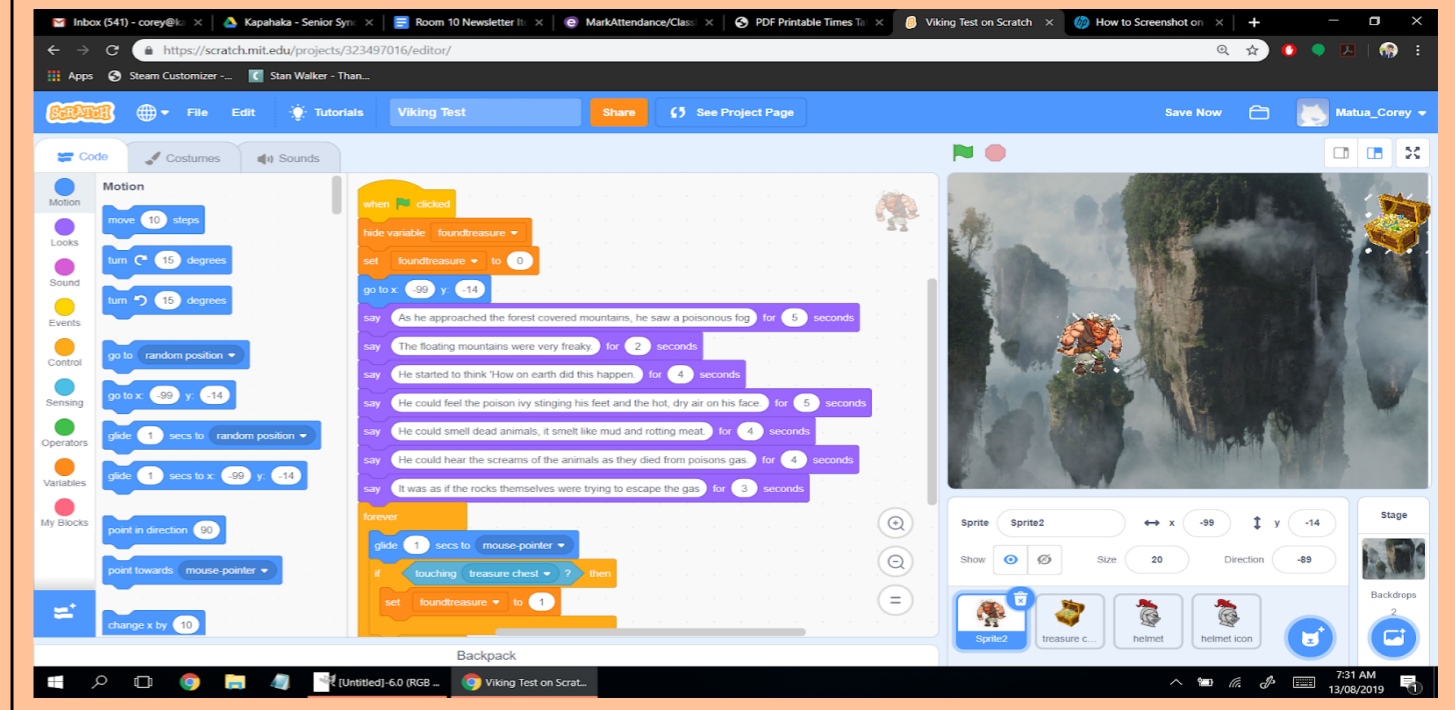 Inbox (541) - corey@ka
Kapahaka - Senior Sync
Room 10 Newsletter Ite
MarkAttendance/Class
PDF Printable Times Ta
Viking Test on Scratch
How to Screenshot on
https://scratch.mit.edu/projects/323497016/editor/
Apps
Steam Customizer -...
Stan Walker - Than...
SCRATCH
File
Edit
Tutorials
Viking Test
Share
See Project Page
Save Now
Matua_Corey
Code
Costumes
Sounds
Motion
Looks
Sound
Events
Control
Sensing
Operators
Variables
My Blocks
Motion
move 10 steps
turn 15 degrees
turn 15 degrees
go to random position
go to x: -99 y: -14
glide 1 secs to random position
glide 1 secs to x: -99 y: -14
point in direction 90
point towards mouse-pointer
change x by 10
when clicked
hide variable foundtreasure
set foundtreasure to 0
go to x: -99 y: -14
say As he approached the forest covered mountains, he saw a poisonous fog for 5 seconds
say The floating mountains were very freaky. for 2 seconds
say He started to think 'How on earth did this happen. for 4 seconds
say He could feel the poison ivy stinging his feet and the hot, dry air on his face. for 5 seconds
say He could smell dead animals, it smelt like mud and rotting meat. for 4 seconds
say He could hear the screams of the animals as they died from poisons gas. for 4 seconds
say It was as if the rocks themselves were trying to escape the gas for 3 seconds
forever
glide 1 secs to mouse-pointer
if touching treasure chest ? then
set foundtreasure to 1
Sprite Sprite2 x -99 y -14
Show Size 20 Direction -89
Sprite2
treasure c...
helmet
helmet icon
Stage
Backdrops
2
Backpack
[Untitled]-6.0 (RGB ...
Viking Test on Scrat...
7:31 AM
13/08/2019
1